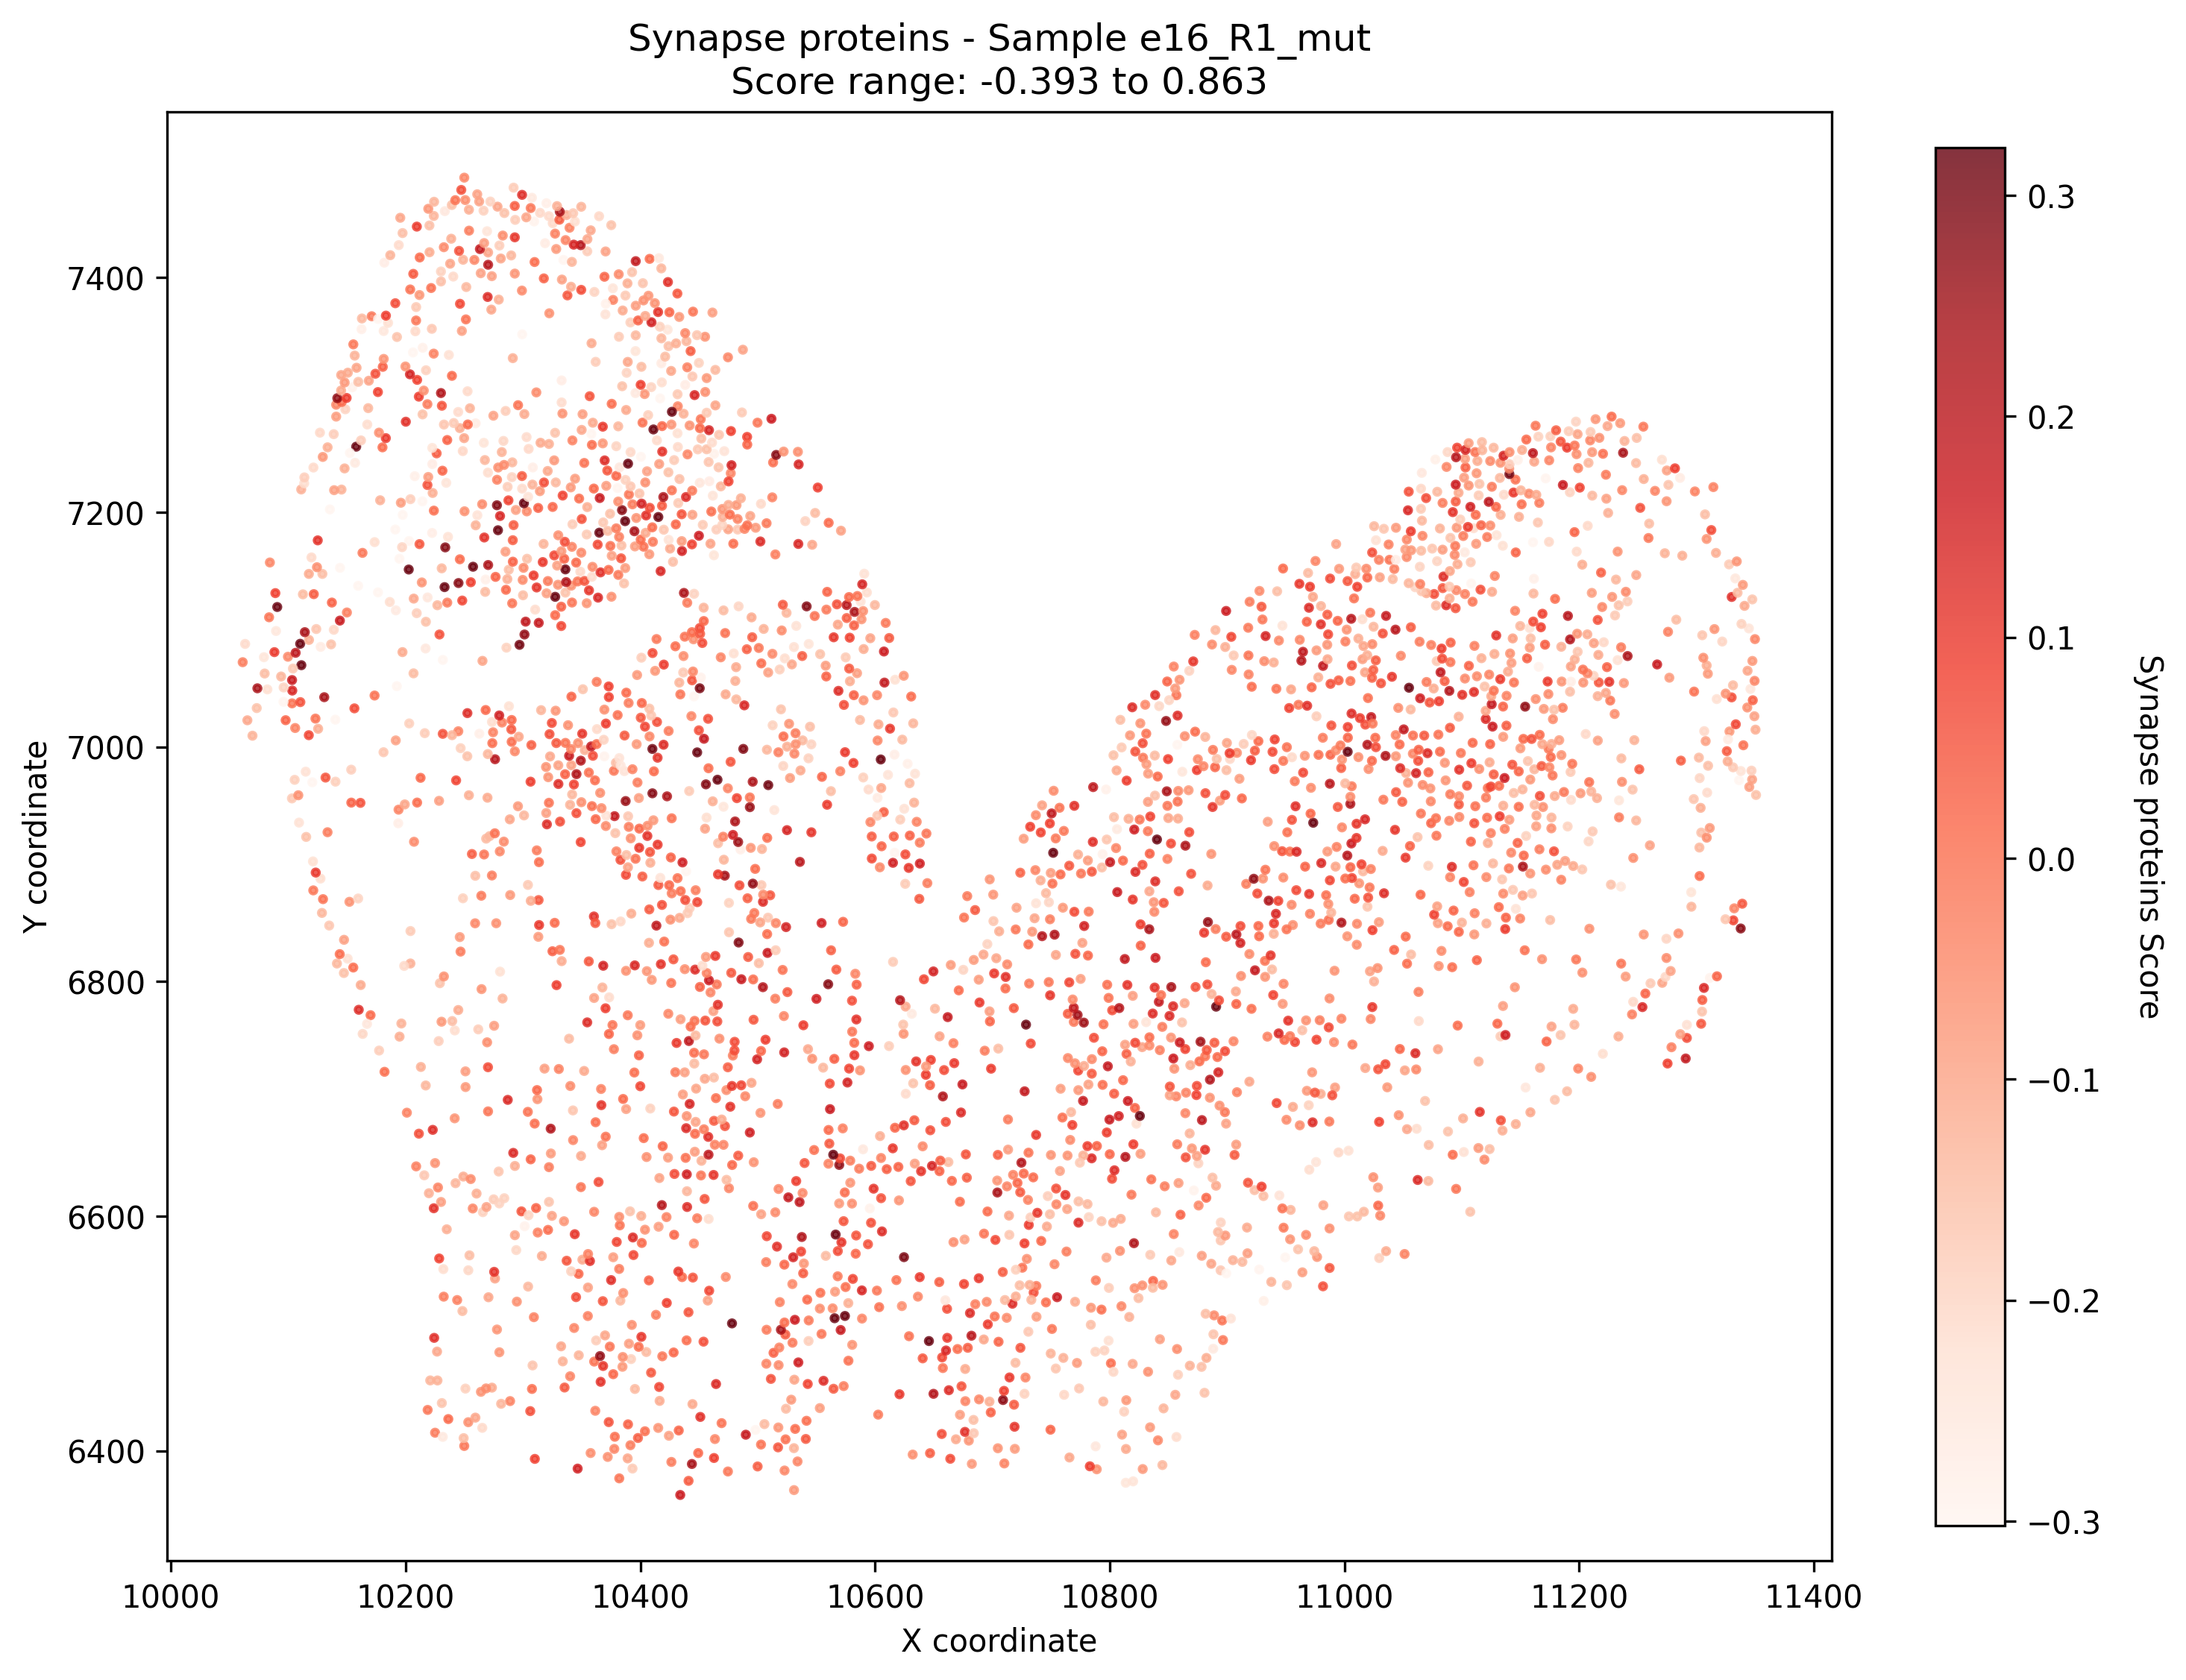 Synapse proteins - Sample e16_R1_mut
Score range: -0.393 to 0.863
Y coordinate
7400
7200
7000
6800
6600
6400
10000 10200 10400 10600 10800 11000 11200 11400
X coordinate
0.3
0.2
0.1
0.0
−0.1
−0.2
−0.3
Synapse proteins Score